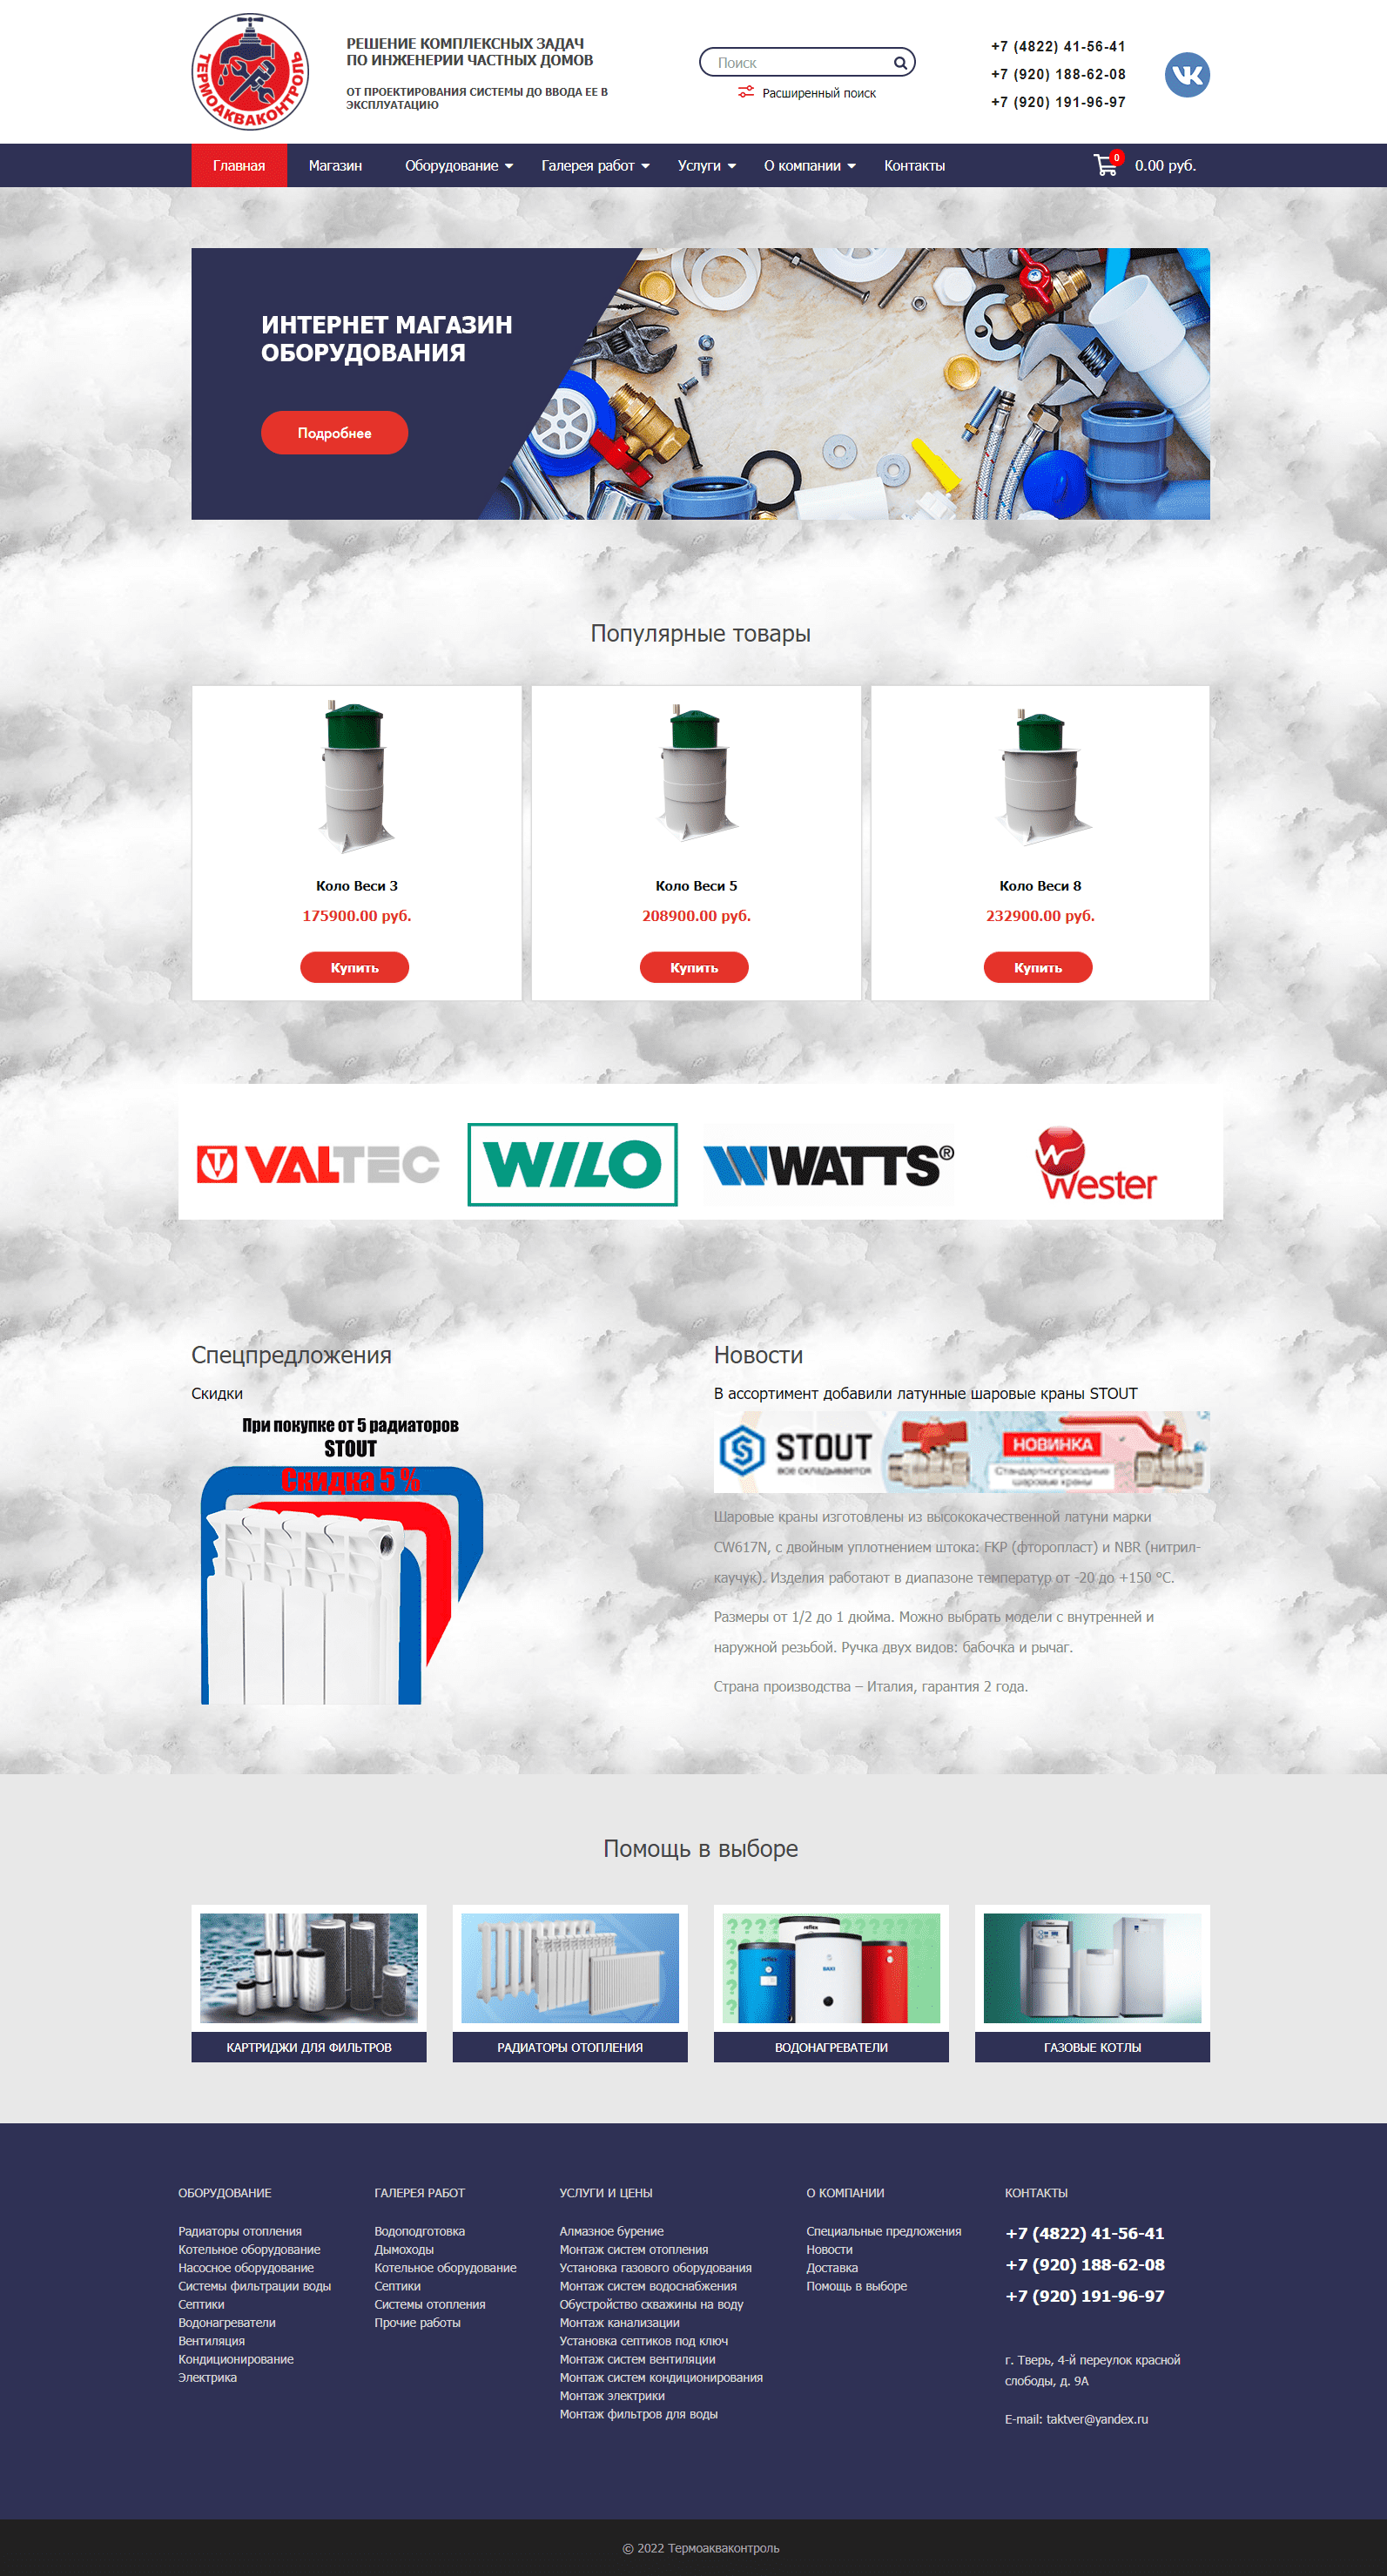 ТЕРМОАКВАКОНТРОЛЬ
РЕШЕНИЕ КОМПЛЕКСНЫХ ЗАДАЧ
ПО ИНЖЕНЕРИИ ЧАСТНЫХ ДОМОВ
ОТ ПРОЕКТИРОВАНИЯ СИСТЕМЫ ДО ВВОДА ЕЕ В
ЭКСПЛУАТАЦИЮ
Поиск
Расширенный поиск
+7 (4822) 41-56-41
+7 (920) 188-62-08
+7 (920) 191-96-97
Главная Магазин Оборудование Галерея работ Услуги О компании Контакты 0 0.00 руб.
ИНТЕРНЕТ МАГАЗИН
ОБОРУДОВАНИЯ
Подробнее
Популярные товары
Коло Веси 3
175900.00 руб.
Купить
Коло Веси 5
208900.00 руб.
Купить
Коло Веси 8
232900.00 руб.
Купить
VALTEC
WILO
WATTS®
Wester
Спецпредложения
Скидки
При покупке от 5 радиаторов
STOUT
Скидка 5 %
Новости
В ассортимент добавили латунные шаровые краны STOUT
STOUT
все складывается
НОВИНКА
Стандартнопроходные
шаровые краны
Шаровые краны изготовлены из высококачественной латуни марки
CW617N, с двойным уплотнением штока: FKP (фторопласт) и NBR (нитрил-
каучук). Изделия работают в диапазоне температур от -20 до +150 °С.
Размеры от 1/2 до 1 дюйма. Можно выбрать модели с внутренней и
наружной резьбой. Ручка двух видов: бабочка и рычаг.
Страна производства – Италия, гарантия 2 года.
Помощь в выборе
КАРТРИДЖИ ДЛЯ ФИЛЬТРОВ
РАДИАТОРЫ ОТОПЛЕНИЯ
reflex
BAXI
reflex
ВОДОНАГРЕВАТЕЛИ
ГАЗОВЫЕ КОТЛЫ
ОБОРУДОВАНИЕ
Радиаторы отопления
Котельное оборудование
Насосное оборудование
Системы фильтрации воды
Септики
Водонагреватели
Вентиляция
Кондиционирование
Электрика
ГАЛЕРЕЯ РАБОТ
Водоподготовка
Дымоходы
Котельное оборудование
Септики
Системы отопления
Прочие работы
УСЛУГИ И ЦЕНЫ
Алмазное бурение
Монтаж систем отопления
Установка газового оборудования
Монтаж систем водоснабжения
Обустройство скважины на воду
Монтаж канализации
Установка септиков под ключ
Монтаж систем вентиляции
Монтаж систем кондиционирования
Монтаж электрики
Монтаж фильтров для воды
О КОМПАНИИ
Специальные предложения
Новости
Доставка
Помощь в выборе
КОНТАКТЫ
+7 (4822) 41-56-41
+7 (920) 188-62-08
+7 (920) 191-96-97
г. Тверь, 4-й переулок красной
слободы, д. 9А
E-mail: taktver@yandex.ru
© 2022 Термоакваконтроль